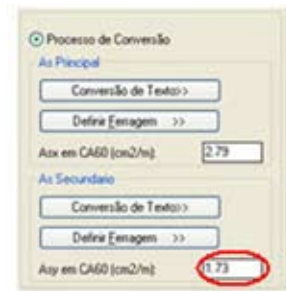 Processo de Conversão
As Principal
Conversão de Texto>>
Definir Ferragem >>
Asx em CA60 (cm2/m): 2.79
As Secundario
Conversão de Texto>>
Definir Ferragem >>
Asy em CA60 (cm2/m): 1.73